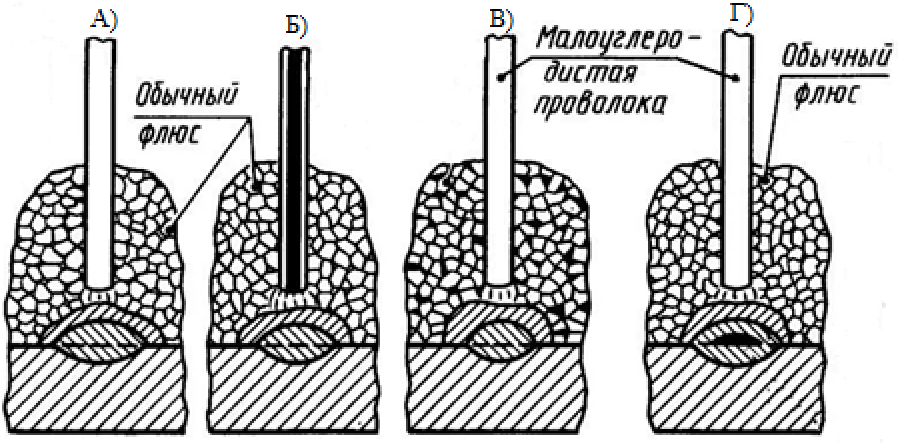 А)
Б)
В)
Г)
Обычный
флюс
Малоуглеро-
дистая
проволока
Обычный
флюс